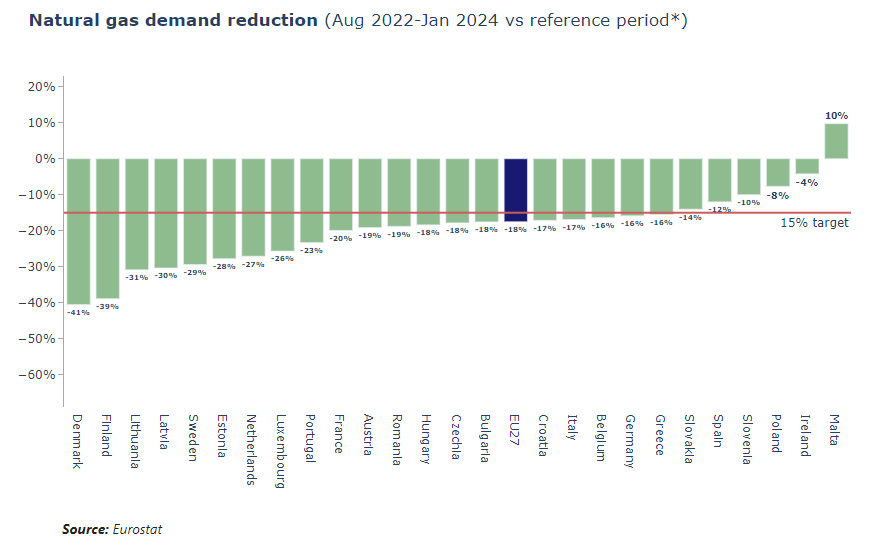 Natural gas demand reduction (Aug 2022-Jan 2024 vs reference period*)
20%
10%
0%
−10%
−20%
−30%
−40%
−50%
−60%
-41%
-39%
-31%
-30%
-29%
-28%
-27%
-26%
-23%
-20%
-19%
-19%
-18%
-18%
-18%
-18%
-17%
-17%
-16%
-16%
-16%
-14%
-12%
-10%
-8%
-4%
10%
15% target
Denmark
Finland
Lithuania
Latvia
Sweden
Estonia
Netherlands
Luxembourg
Portugal
France
Austria
Romania
Hungary
Czechia
Bulgaria
EU27
Croatia
Italy
Belgium
Germany
Greece
Slovakia
Spain
Slovenia
Poland
Ireland
Malta
Source: Eurostat